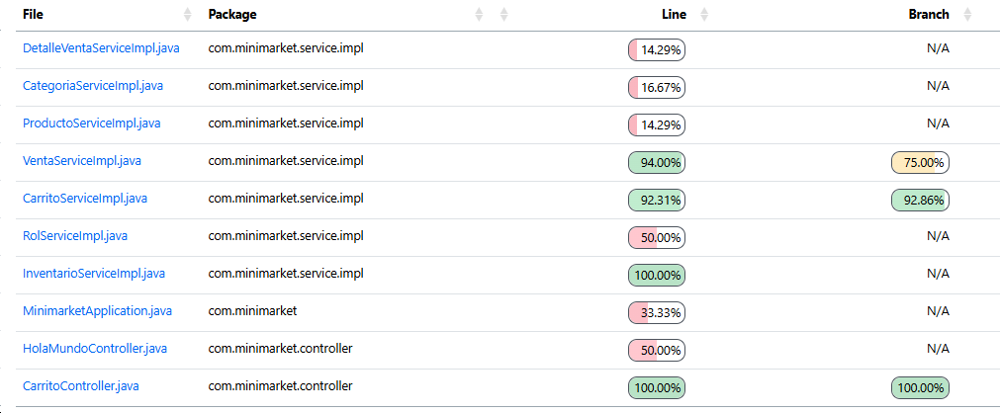 File Package Line Branch
DetalleVentaServiceImpl.java com.minimarket.service.impl 14.29% N/A
CategoriaServiceImpl.java com.minimarket.service.impl 16.67% N/A
ProductoServiceImpl.java com.minimarket.service.impl 14.29% N/A
VentaServiceImpl.java com.minimarket.service.impl 94.00% 75.00%
CarritoServiceImpl.java com.minimarket.service.impl 92.31% 92.86%
RolServiceImpl.java com.minimarket.service.impl 50.00% N/A
InventarioServiceImpl.java com.minimarket.service.impl 100.00% N/A
MinimarketApplication.java com.minimarket 33.33% N/A
HolaMundoController.java com.minimarket.controller 50.00% N/A
CarritoController.java com.minimarket.controller 100.00% 100.00%